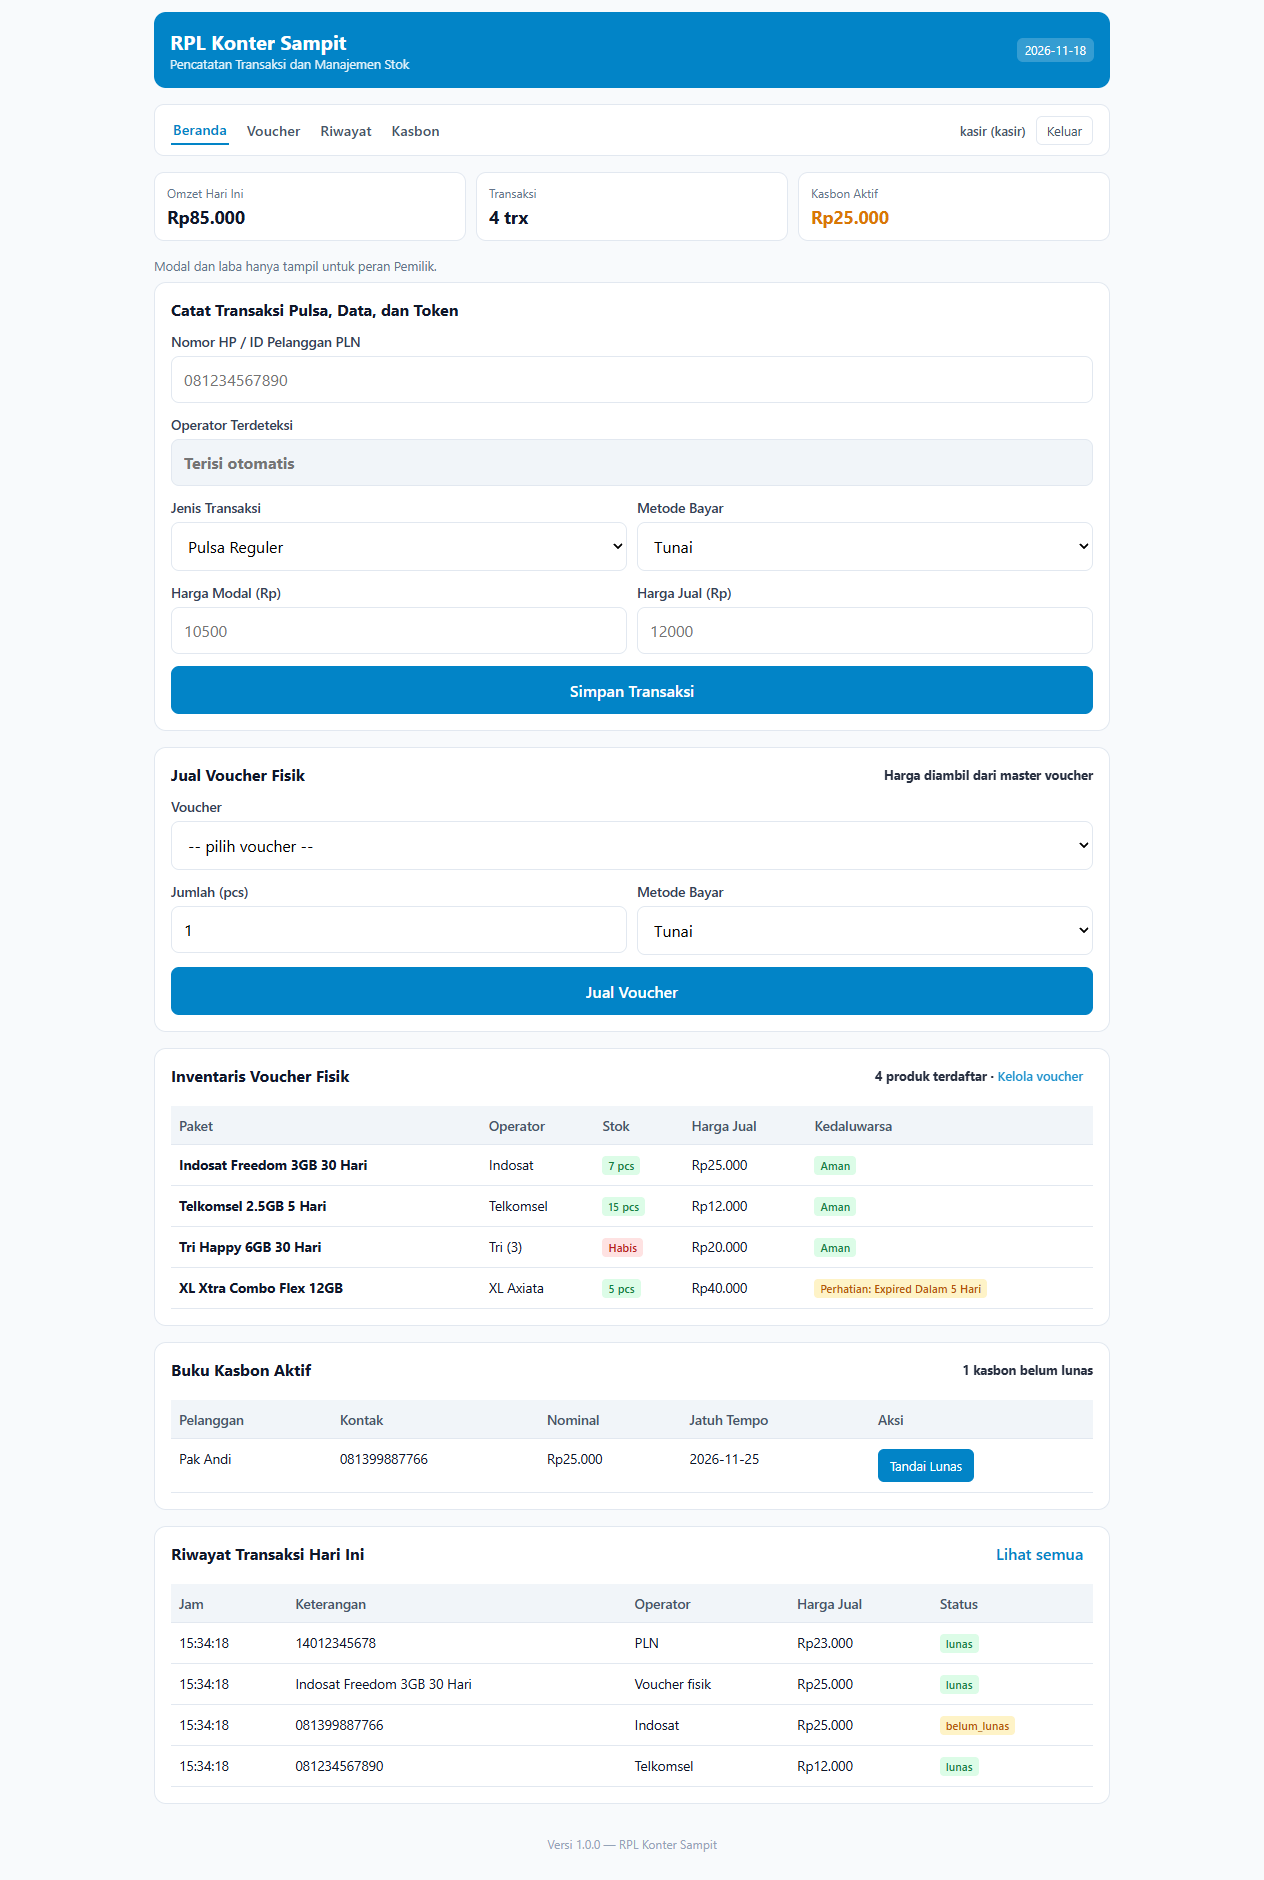 RPL Konter Sampit
Pencatatan Transaksi dan Manajemen Stok
2026-11-18
Beranda Voucher Riwayat Kasbon kasir (kasir) Keluar
Omzet Hari Ini Transaksi Kasbon Aktif
Rp85.000 4 trx Rp25.000
Modal dan laba hanya tampil untuk peran Pemilik.
Catat Transaksi Pulsa, Data, dan Token
Nomor HP / ID Pelanggan PLN
081234567890
Operator Terdeteksi
Terisi otomatis
Jenis Transaksi Metode Bayar
Pulsa Reguler Tunai
Harga Modal (Rp) Harga Jual (Rp)
10500 12000
Simpan Transaksi
Jual Voucher Fisik Harga diambil dari master voucher
Voucher
-- pilih voucher --
Jumlah (pcs) Metode Bayar
1 Tunai
Jual Voucher
Inventaris Voucher Fisik 4 produk terdaftar · Kelola voucher
Paket Operator Stok Harga Jual Kedaluwarsa
Indosat Freedom 3GB 30 Hari Indosat 7 pcs Rp25.000 Aman
Telkomsel 2.5GB 5 Hari Telkomsel 15 pcs Rp12.000 Aman
Tri Happy 6GB 30 Hari Tri (3) Habis Rp20.000 Aman
XL Xtra Combo Flex 12GB XL Axiata 5 pcs Rp40.000 Perhatian: Expired Dalam 5 Hari
Buku Kasbon Aktif 1 kasbon belum lunas
Pelanggan Kontak Nominal Jatuh Tempo Aksi
Pak Andi 081399887766 Rp25.000 2026-11-25 Tandai Lunas
Riwayat Transaksi Hari Ini Lihat semua
Jam Keterangan Operator Harga Jual Status
15:34:18 14012345678 PLN Rp23.000 lunas
15:34:18 Indosat Freedom 3GB 30 Hari Voucher fisik Rp25.000 lunas
15:34:18 081399887766 Indosat Rp25.000 belum_lunas
15:34:18 081234567890 Telkomsel Rp12.000 lunas
Versi 1.0.0 — RPL Konter Sampit